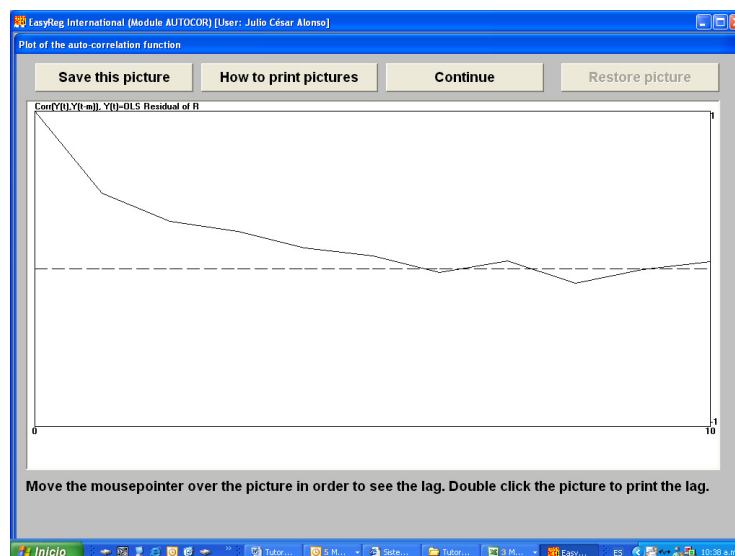 EasyReg International (Module AUTOCOR) [User: Julio César Alonso]
Plot of the auto-correlation function
Save this picture How to print pictures Continue Restore picture
Corr[Y(t),Y(t-m)], Y(t)=OLS Residual of R
1
-1
0 10
Move the mousepointer over the picture in order to see the lag. Double click the picture to print the lag.
Inicio » Tutor... 5 M... Siste... Tutor... 3 M... Easy... ES 10:38 a.m.